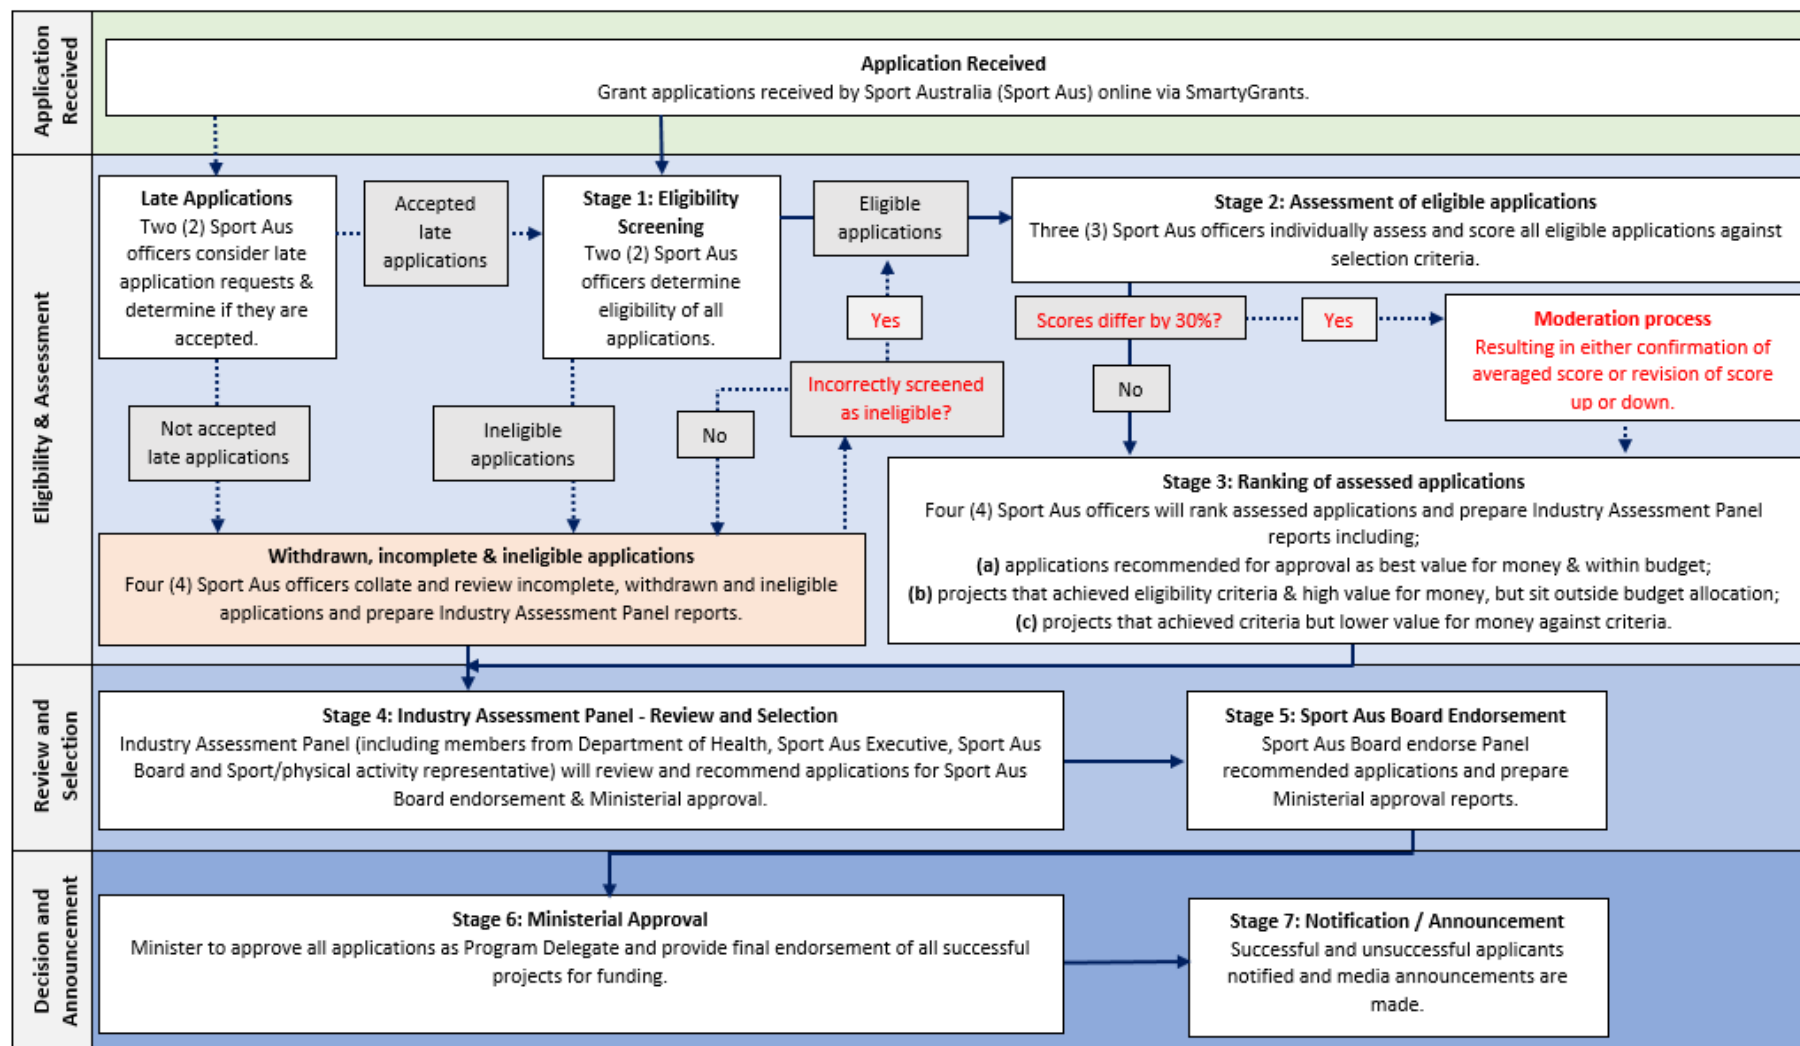 Application
Received
Application Received
Grant applications received by Sport Australia (Sport Aus) online via SmartyGrants.
Eligibility & Assessment
Late Applications
Two (2) Sport Aus
officers consider late
application requests &
determine if they are
accepted.
Accepted
late
applications
Stage 1: Eligibility
Screening
Two (2) Sport Aus
officers determine
eligibility of all
applications.
Eligible
applications
Stage 2: Assessment of eligible applications
Three (3) Sport Aus officers individually assess and score all eligible applications against
selection criteria.
Yes
Scores differ by 30%?
Yes
Moderation process
Resulting in either confirmation of
averaged score or revision of score
up or down.
Incorrectly screened
as ineligible?
No
Not accepted
late applications
Ineligible
applications
No
Withdrawn, incomplete & ineligible applications
Four (4) Sport Aus officers collate and review incomplete, withdrawn and ineligible
applications and prepare Industry Assessment Panel reports.
Stage 3: Ranking of assessed applications
Four (4) Sport Aus officers will rank assessed applications and prepare Industry Assessment Panel
reports including;
(a) applications recommended for approval as best value for money & within budget;
(b) projects that achieved eligibility criteria & high value for money, but sit outside budget allocation;
(c) projects that achieved criteria but lower value for money against criteria.
Review and
Selection
Stage 4: Industry Assessment Panel - Review and Selection
Industry Assessment Panel (including members from Department of Health, Sport Aus Executive, Sport Aus
Board and Sport/physical activity representative) will review and recommend applications for Sport Aus
Board endorsement & Ministerial approval.
Stage 5: Sport Aus Board Endorsement
Sport Aus Board endorse Panel
recommended applications and prepare
Ministerial approval reports.
Decision and
Announcement
Stage 6: Ministerial Approval
Minister to approve all applications as Program Delegate and provide final endorsement of all successful
projects for funding.
Stage 7: Notification / Announcement
Successful and unsuccessful applicants
notified and media announcements are
made.